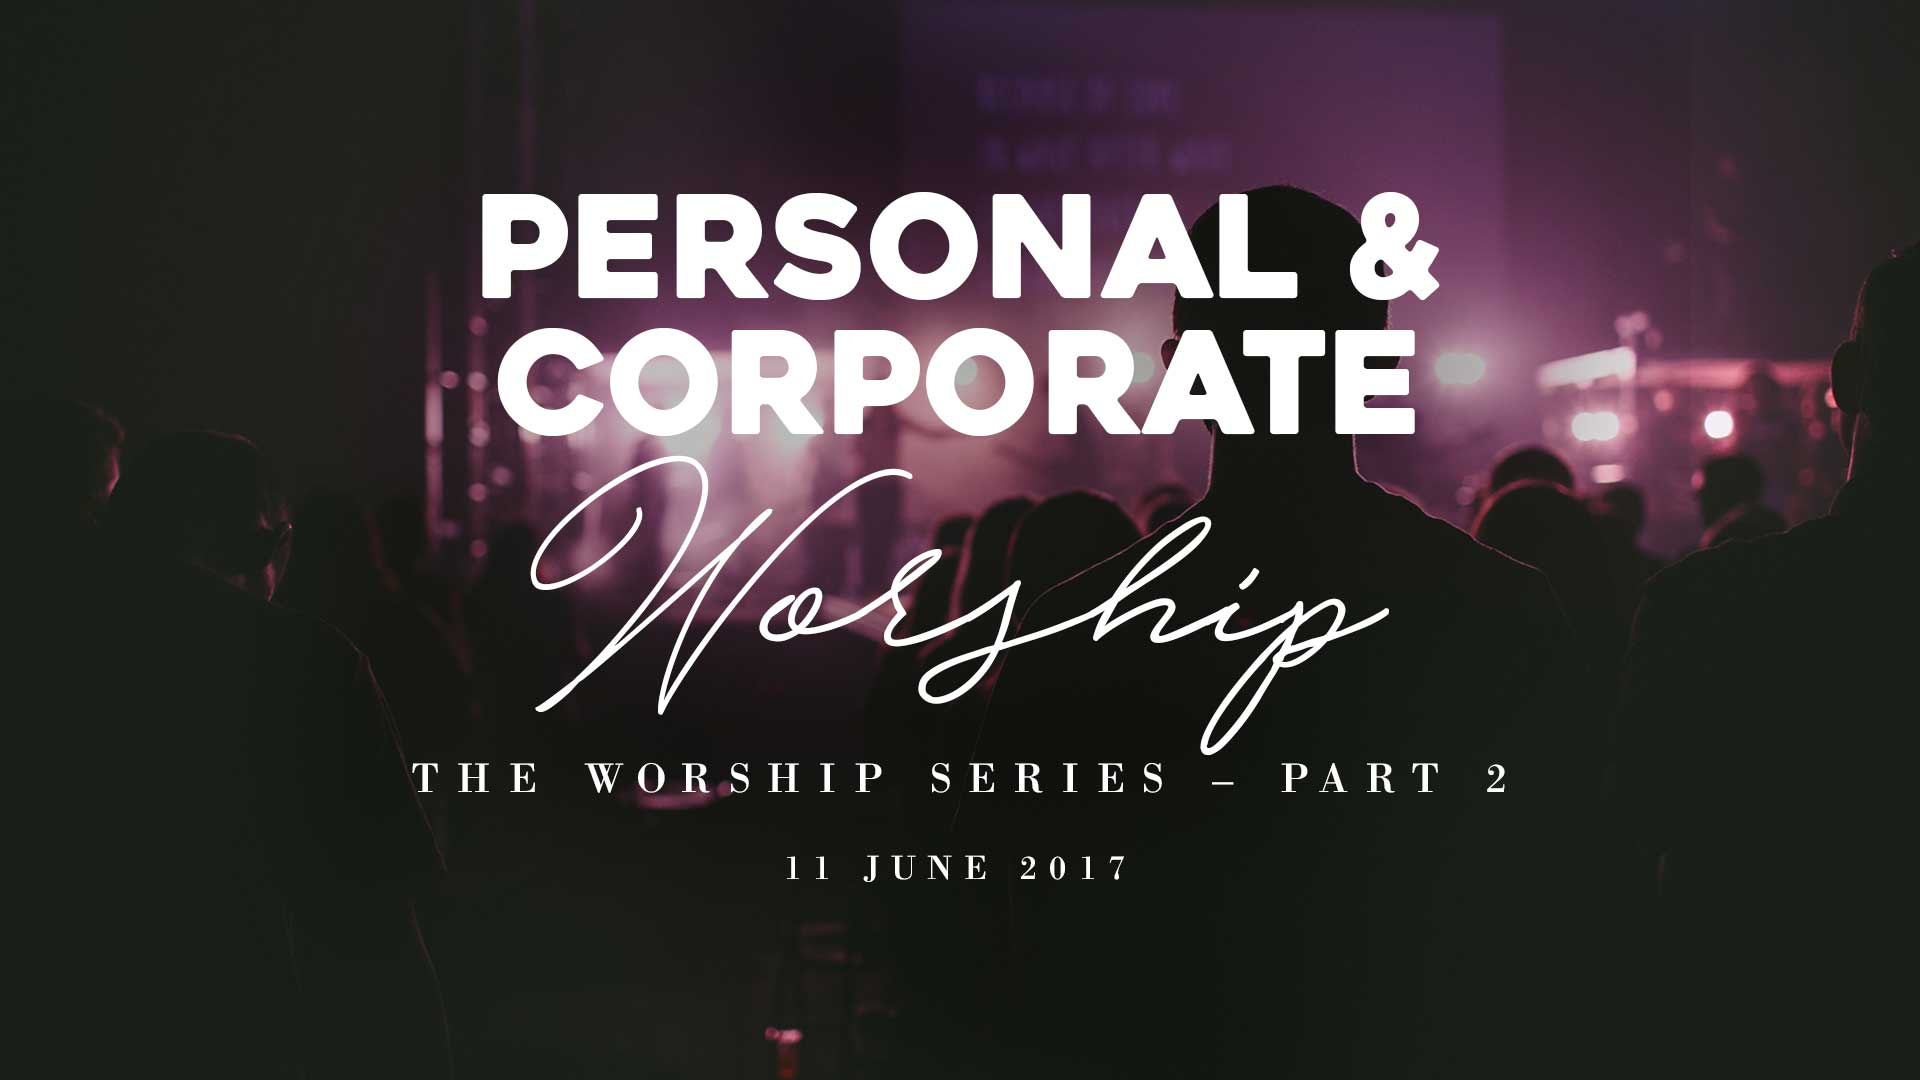 PERSONAL &
CORPORATE
Worship
THE WORSHIP SERIES – PART 2
11 JUNE 2017